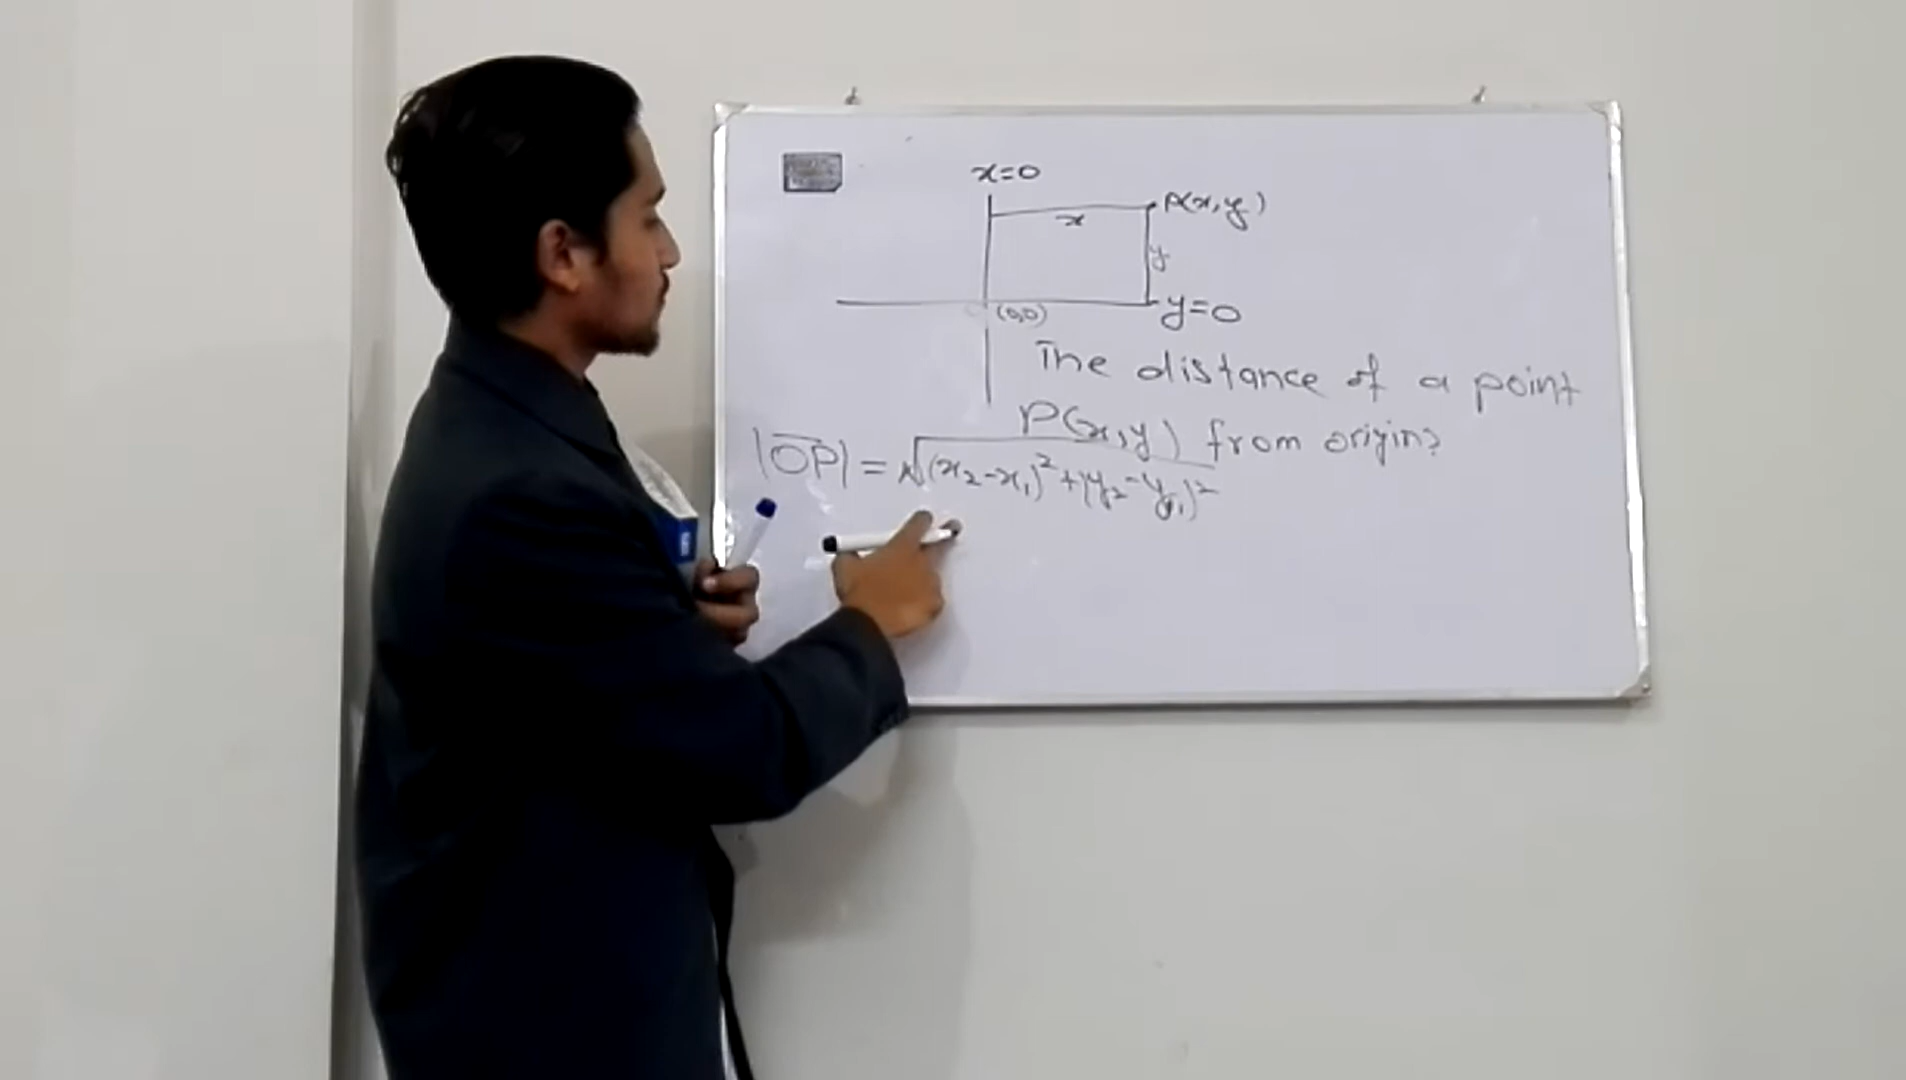 x=0
P(x,y)
x
y
(0,0)
y=0
The distance of a point
P(x,y) from origin?
|OP| = √(x₂-x₁)²+(y₂-y₁)²